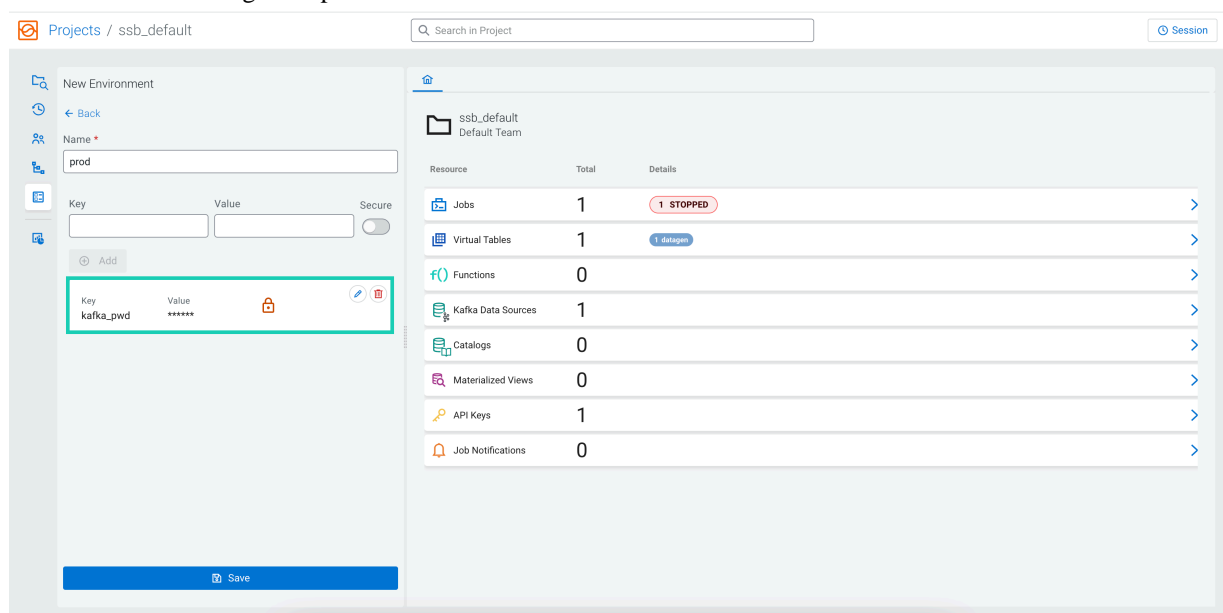 Projects / ssb_default
Search in Project
Session
New Environment
← Back
Name *
prod
Key Value Secure
Add
Key Value
kafka_pwd ******
Save
ssb_default
Default Team
Resource Total Details
Jobs 1 1 STOPPED
Virtual Tables 1 1 datagen
f() Functions 0
Kafka Data Sources 1
Catalogs 0
Materialized Views 0
API Keys 1
Job Notifications 0